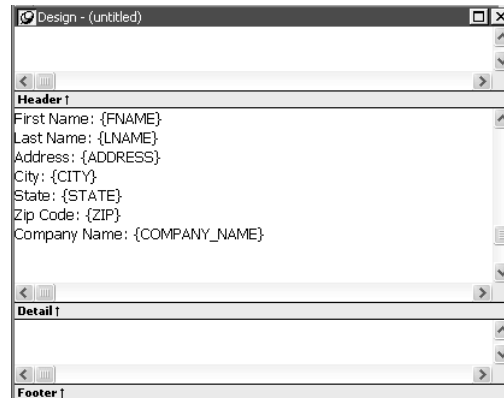 Design - (untitled)
Header ↑
First Name: {FNAME}
Last Name: {LNAME}
Address: {ADDRESS}
City: {CITY}
State: {STATE}
Zip Code: {ZIP}
Company Name: {COMPANY_NAME}
Detail ↑
Footer ↑